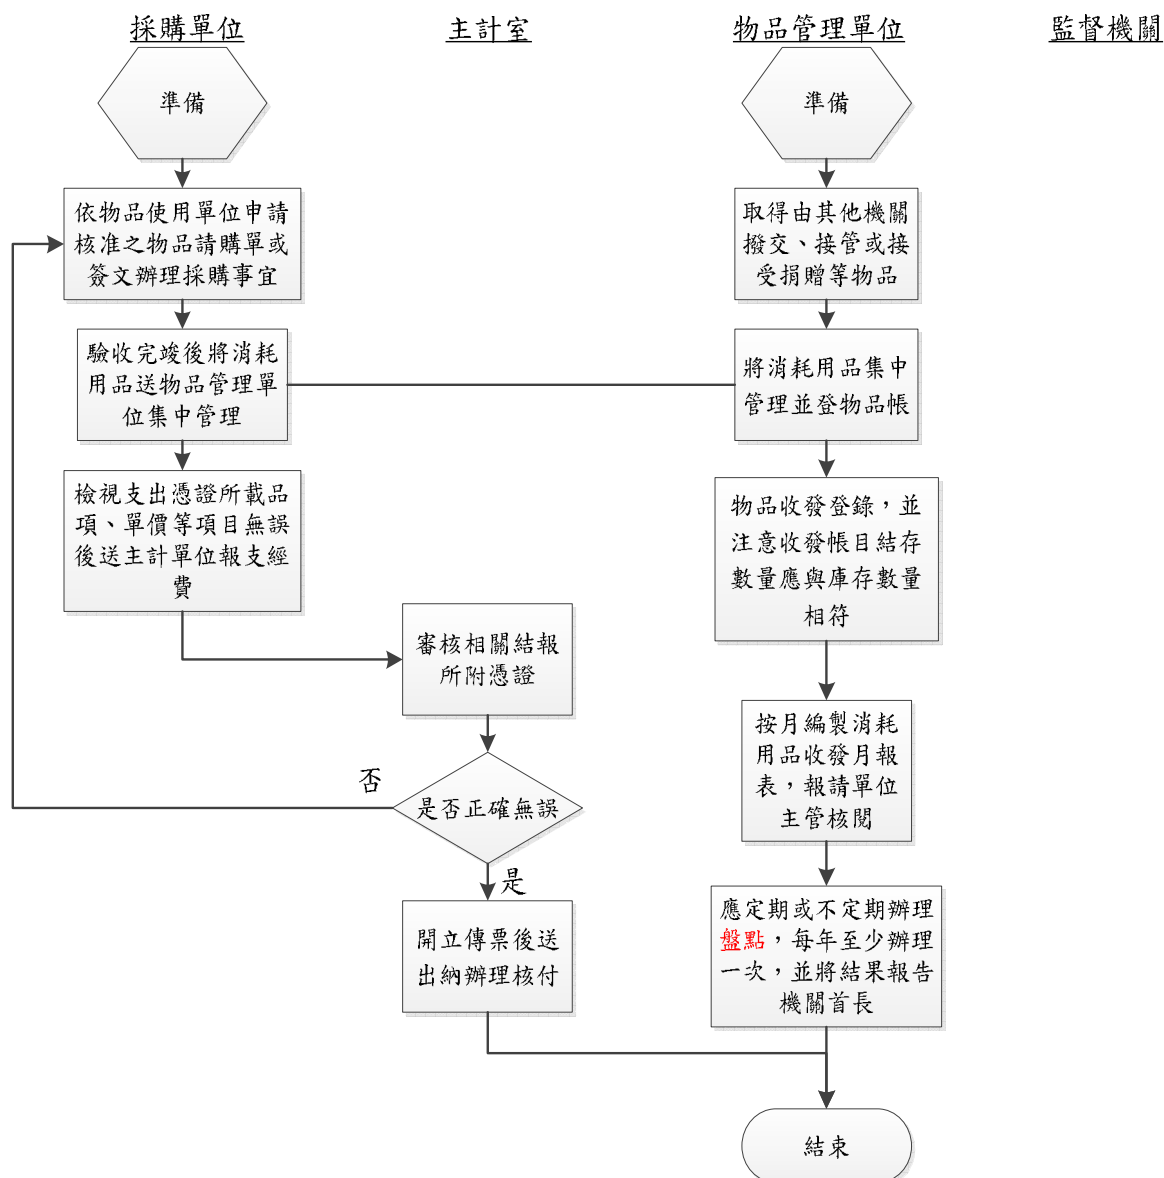 採購單位
主計室
物品管理單位
監督機關
準備
依物品使用單位申請
核准之物品請購單或
簽文辦理採購事宜
驗收完竣後將消耗
用品送物品管理單
位集中管理
檢視支出憑證所載品
項、單價等項目無誤
後送主計單位報支經
費
審核相關結報
所附憑證
否
是否正確無誤
是
開立傳票後送
出納辦理核付
準備
取得由其他機關
撥交、接管或接
受捐贈等物品
將消耗用品集中
管理並登物品帳
物品收發登錄，並
注意收發帳目結存
數量應與庫存數量
相符
按月編製消耗
用品收發月報
表，報請單位
主管核閱
應定期或不定期辦理
盤點，每年至少辦理
一次，並將結果報告
機關首長
結束